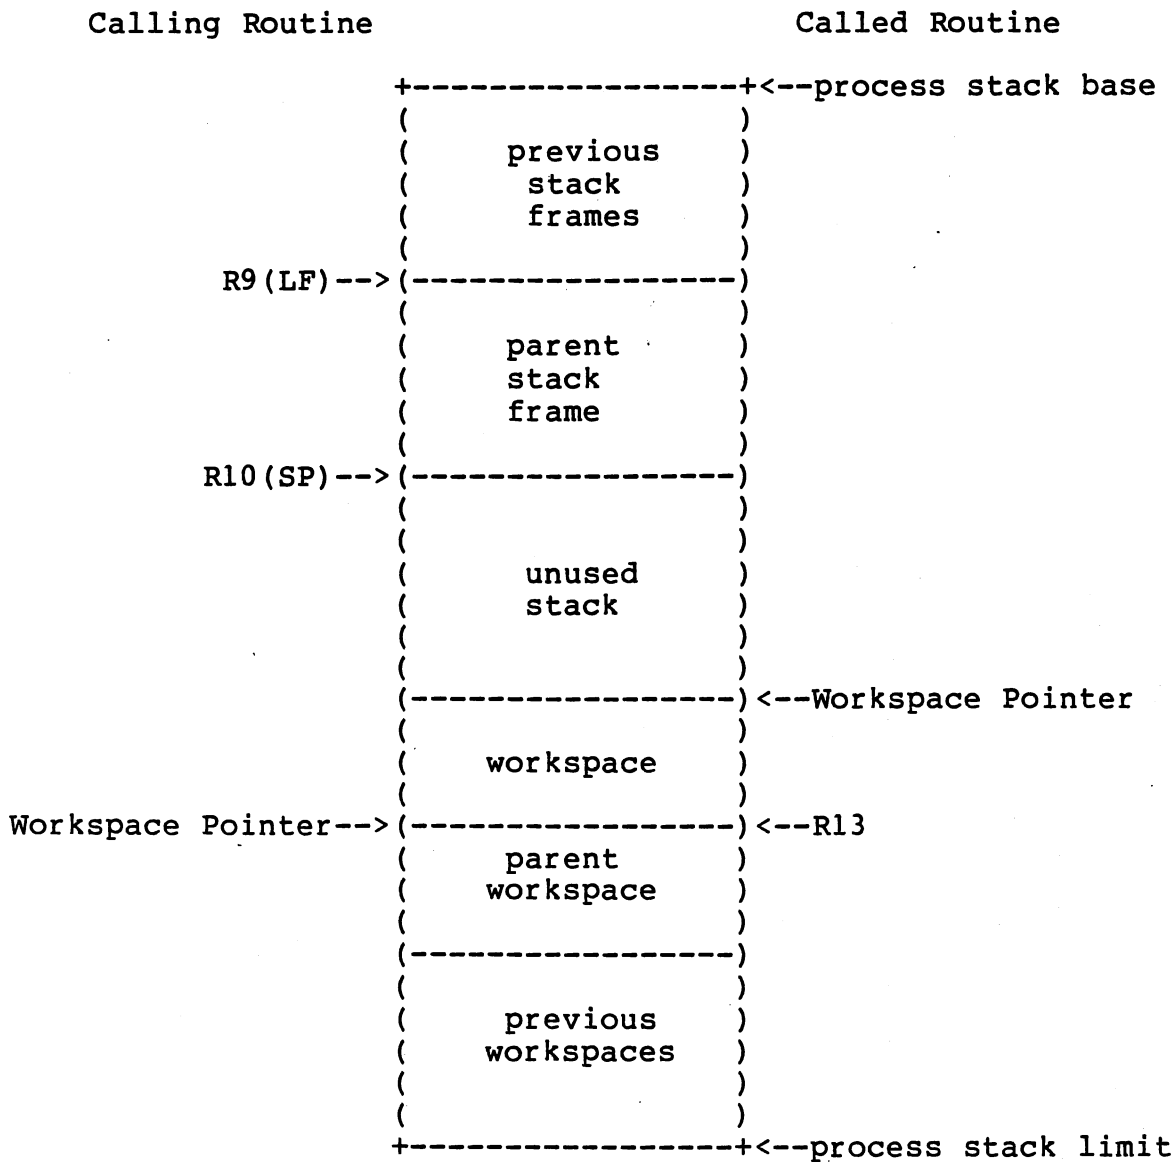 Calling Routine Called Routine
+------------------+<--process stack base
( )
( previous )
( stack )
( frames )
( )
R9(LF)-->(------------------)
( )
( parent )
( stack )
( frame )
( )
R10(SP)-->(------------------)
( )
( )
( unused )
( stack )
( )
( )
(------------------)<--Workspace Pointer
( )
( workspace )
( )
Workspace Pointer-->(------------------)<--R13
( parent )
( workspace )
( )
(------------------)
( )
( previous )
( workspaces )
( )
( )
+------------------+<--process stack limit